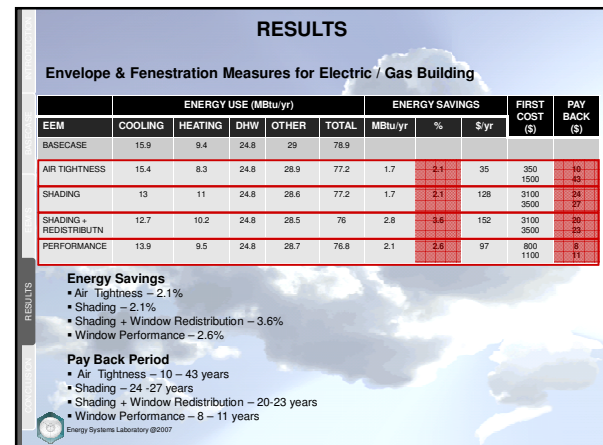 RESULTS
Envelope & Fenestration Measures for Electric / Gas Building
ENERGY USE (MBtu/yr) ENERGY SAVINGS FIRST COST ($) PAY BACK ($)
EEM COOLING HEATING DHW OTHER TOTAL MBtu/yr % $/yr
BASECASE 15.9 9.4 24.8 29 78.9
AIR TIGHTNESS 15.4 8.3 24.8 28.9 77.2 1.7 2.1 35 350 10
1500 43
SHADING 13 11 24.8 28.6 77.2 1.7 2.1 128 3100 24
3500 27
SHADING + 12.7 10.2 24.8 28.5 76 2.8 3.6 152 3100 20
REDISTRIBUTN 3500 23
PERFORMANCE 13.9 9.5 24.8 28.7 76.8 2.1 2.6 97 800 8
1100 11
Energy Savings
▪ Air Tightness – 2.1%
▪ Shading – 2.1%
▪ Shading + Window Redistribution – 3.6%
▪ Window Performance – 2.6%
Pay Back Period
▪ Air Tightness – 10 – 43 years
▪ Shading – 24 -27 years
▪ Shading + Window Redistribution – 20-23 years
▪ Window Performance – 8 – 11 years
Energy Systems Laboratory @2007
INTRODUCTION
BASECASE
RESULTS
CONCLUSION